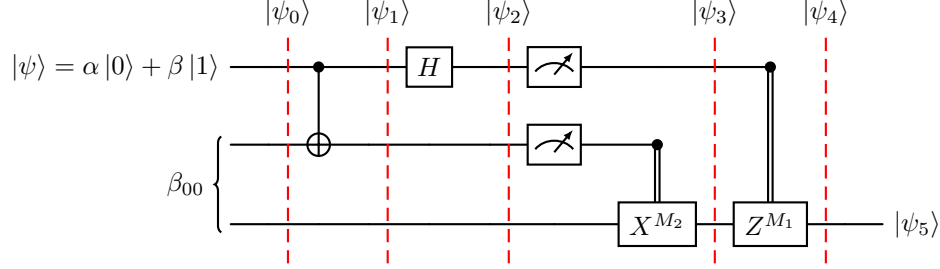 |ψ₀⟩ |ψ₁⟩ |ψ₂⟩ |ψ₃⟩ |ψ₄⟩
|ψ⟩ = α |0⟩ + β |1⟩ H
β₀₀
X^{M₂} Z^{M₁} |ψ₅⟩